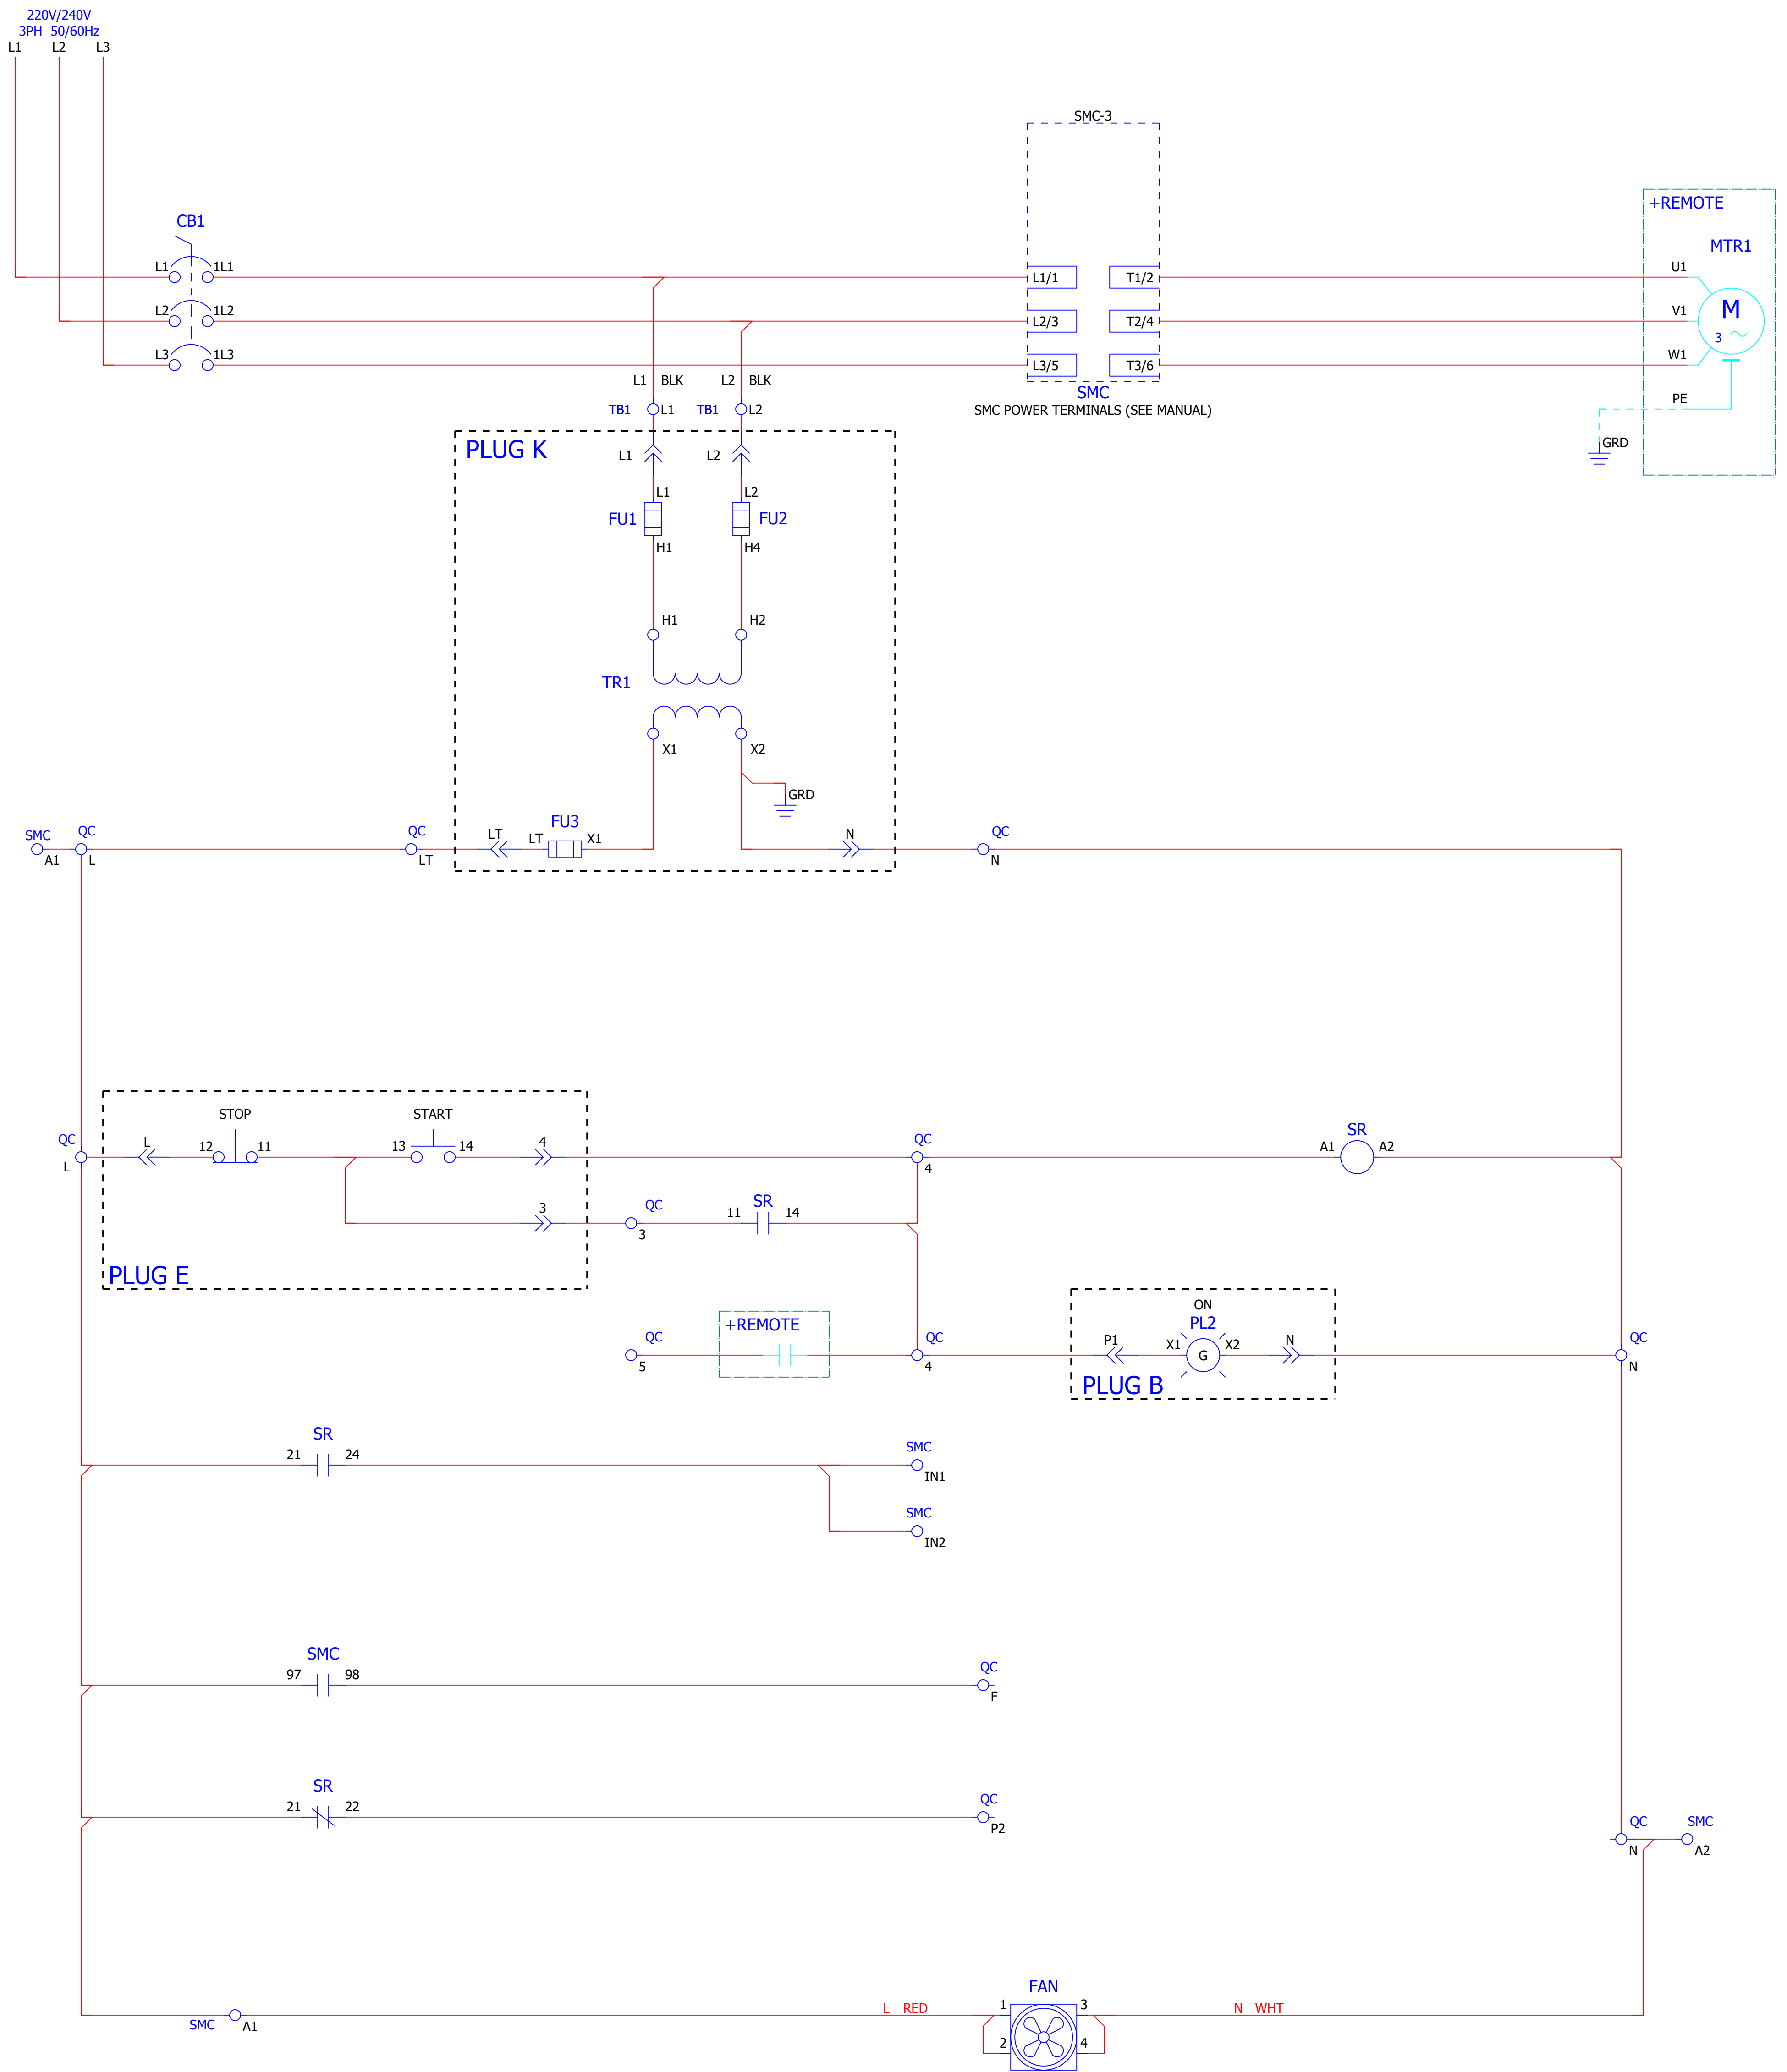 220V/240V
3PH 50/60Hz
L1 L2 L3
SMC-3
+REMOTE
CB1
MTR1
L1 1L1 L1/1 T1/2 U1
L2 1L2 L2/3 T2/4 V1 M
3
L3 1L3 L3/5 T3/6 W1
L1 BLK L2 BLK
SMC
PE
TB1 L1 TB1 L2
SMC POWER TERMINALS (SEE MANUAL)
GRD
PLUG K
L1 L2
L1 L2
FU1 FU2
H1 H4
H1 H2
TR1
X1 X2
GRD
FU3
SMC QC QC LT LT X1 N QC
A1 L LT N
STOP START
QC L 12 11 13 14 4 QC A1 SR A2
L 4
3 QC 11 SR 14
3
PLUG E
+REMOTE
ON
PL2
QC QC P1 X1 G X2 N QC
5 4 N
PLUG B
SR
21 24 SMC
IN1
SMC
IN2
SMC
97 98 QC
F
SR
21 22 QC
P2
QC SMC
N A2
FAN
L RED 1 3 N WHT
SMC A1
2 4